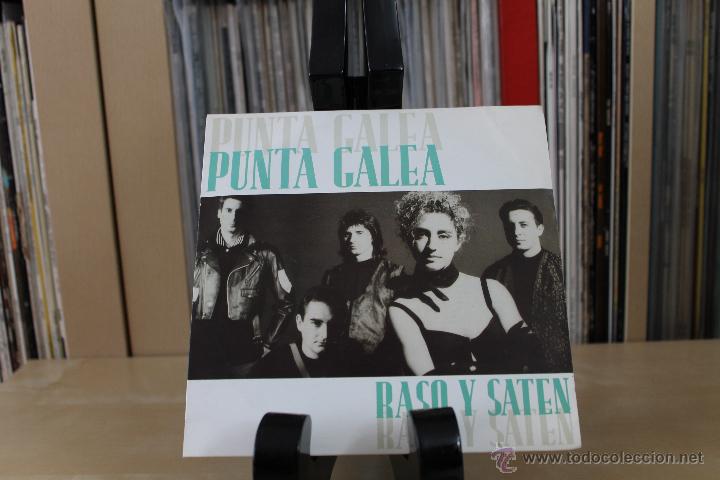 PUNTA GALEA
PUNTA GALEA
RASO Y SATEN
RASO Y SATEN
© www.todocoleccion.net